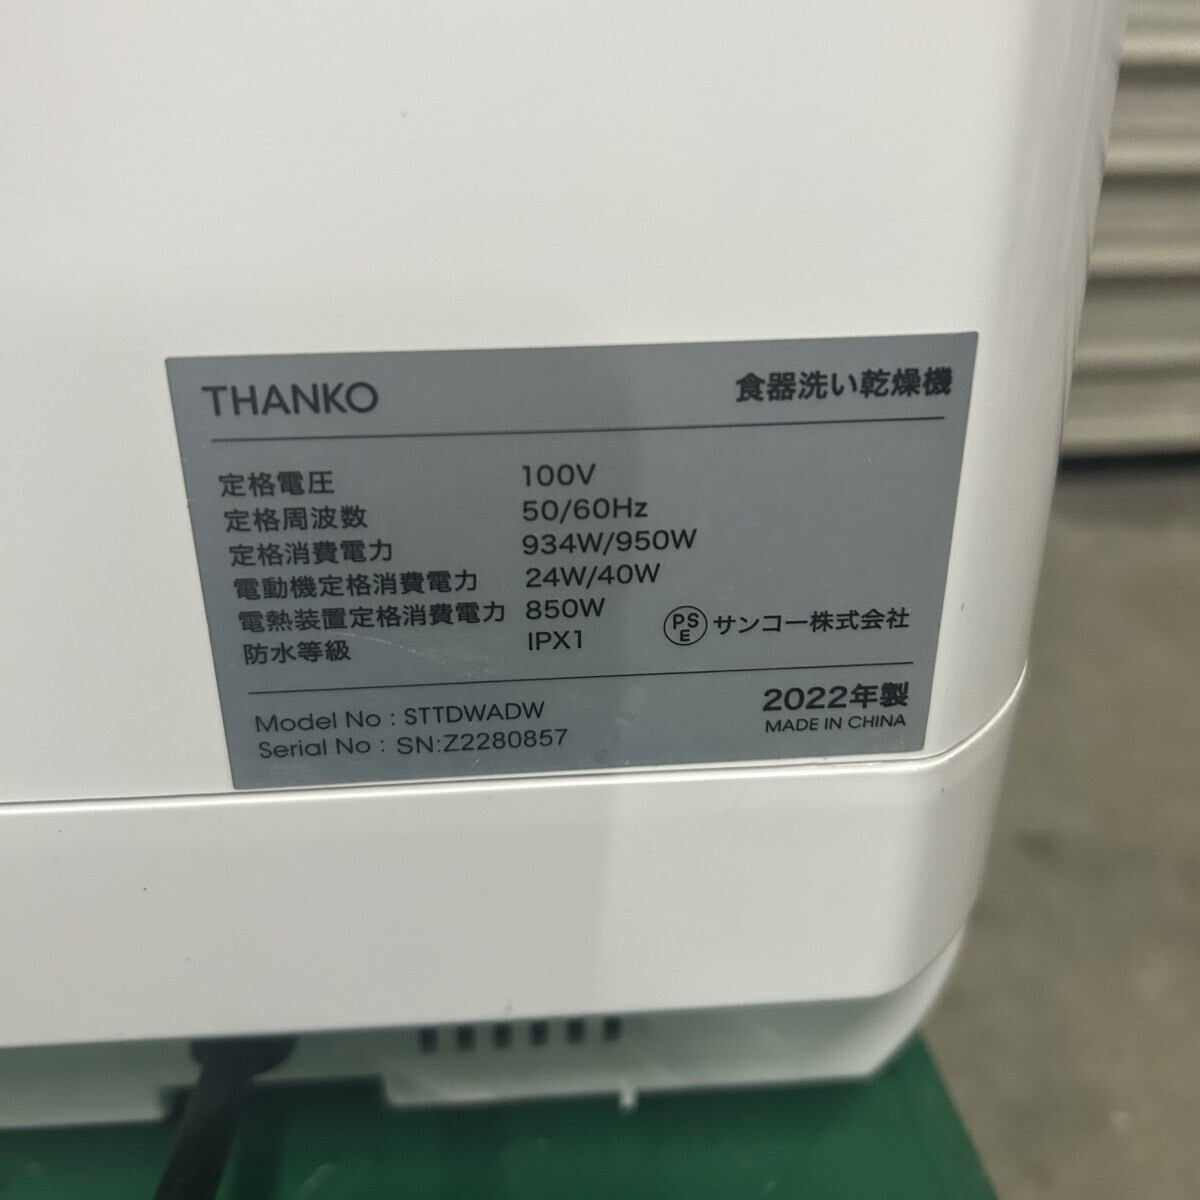 THANKO 食器洗い乾燥機
定格電圧 100V
定格周波数 50/60Hz
定格消費電力 934W/950W
電動機定格消費電力 24W/40W
電熱装置定格消費電力 850W
防水等級 IPX1
PS E サンコー株式会社
Model No : STTDWADW
Serial No : SN:Z2280857
2022年製
MADE IN CHINA